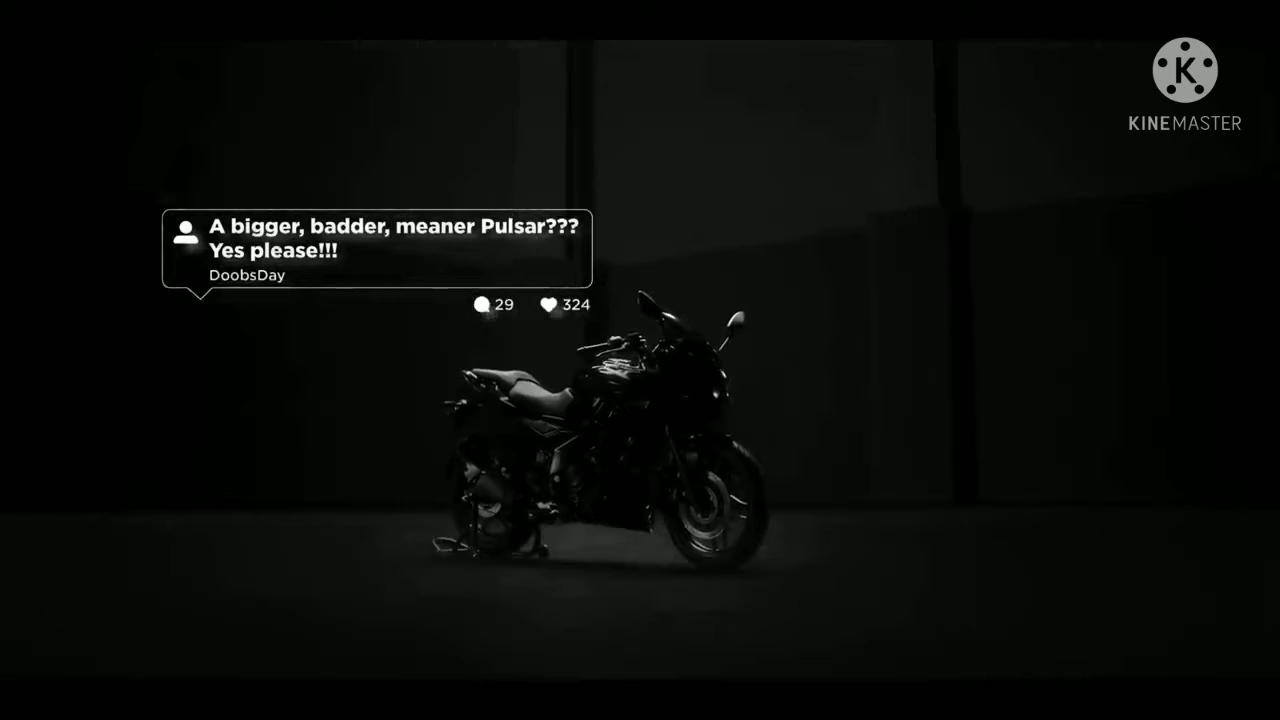 A bigger, badder, meaner Pulsar???
Yes please!!!
DoobsDay
29 324
K
KINEMASTER